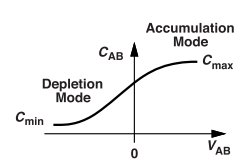 Accumulation
Mode
CAB
Cmax
Depletion
Mode
Cmin
0
VAB